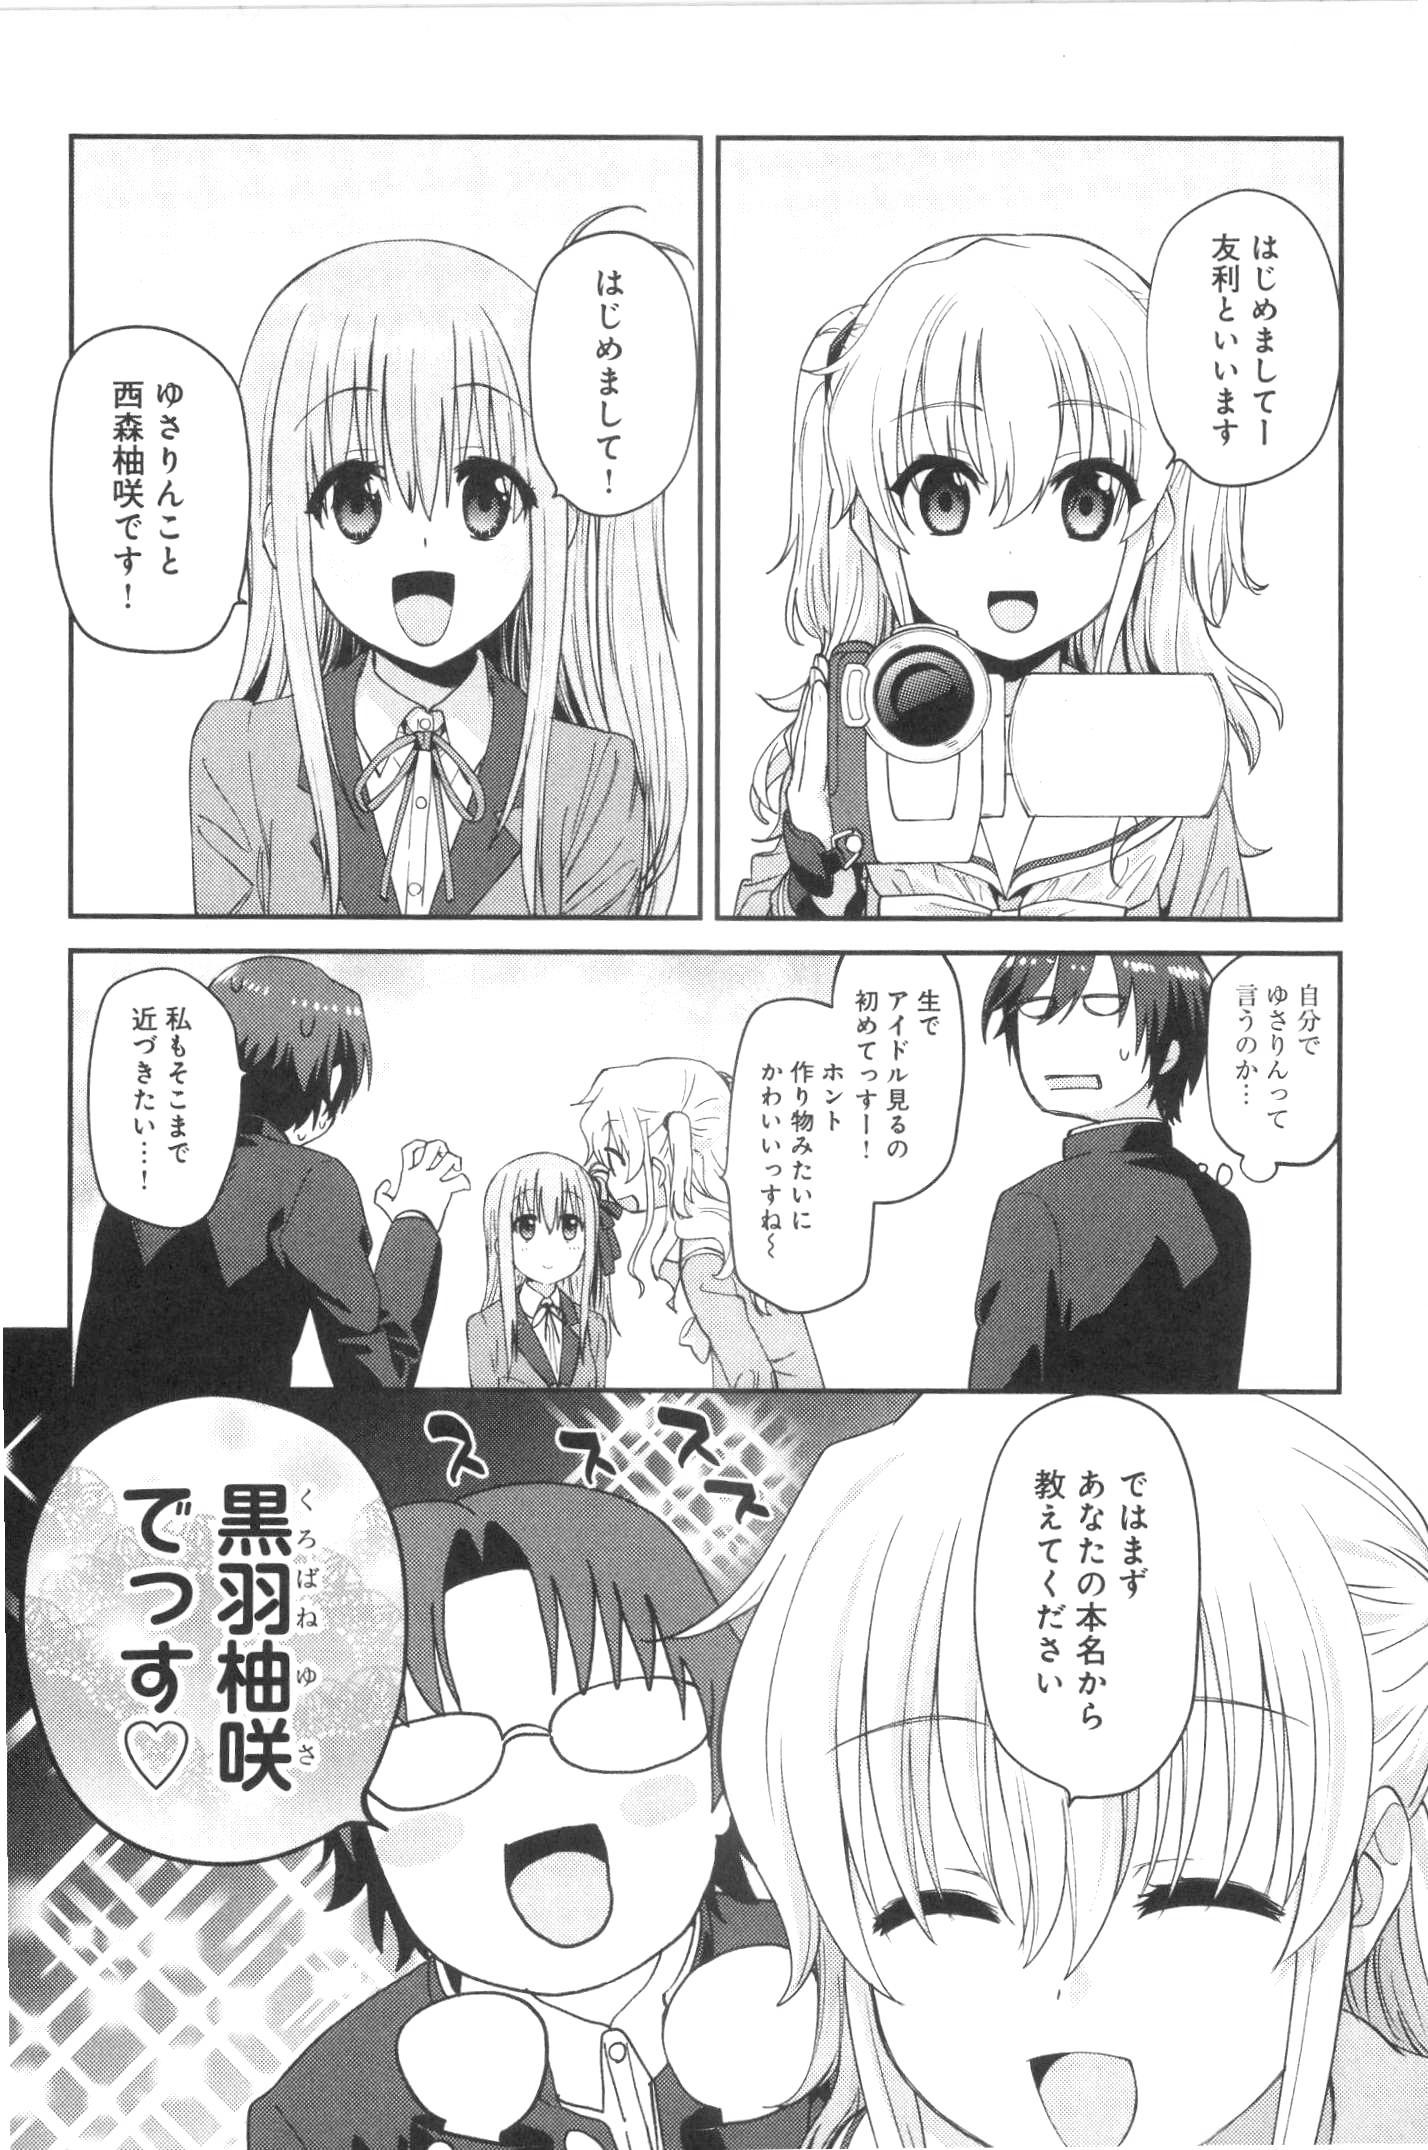 はじめましてー
友利といいます
はじめまして！
ゆさりんこと
西森柚咲です！
自分で
ゆさりんって
言うのか…
生で
アイドル見るの
初めてっすー！
ホント
作り物みたいに
かわいいっすね～
私もそこまで
近づきたい…！
ではまず
あなたの本名から
教えてください
スススス
黒羽柚咲
くろばねゆさ
でっす♡